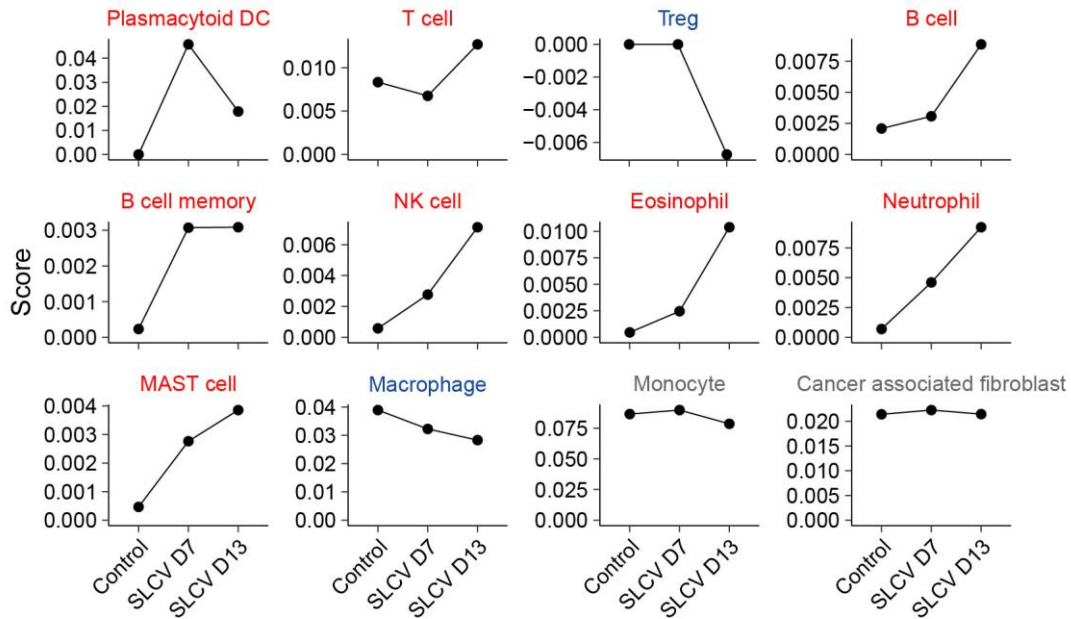 Plasmacytoid DC
0.04
0.03
0.02
0.01
0.00
T cell
0.010
0.005
0.000
Treg
0.000
−0.002
−0.004
−0.006
B cell
0.0075
0.0050
0.0025
0.0000
Score
B cell memory
0.003
0.002
0.001
0.000
NK cell
0.006
0.004
0.002
0.000
Eosinophil
0.0100
0.0075
0.0050
0.0025
0.0000
Neutrophil
0.0075
0.0050
0.0025
0.0000
MAST cell
0.004
0.003
0.002
0.001
0.000
Macrophage
0.04
0.03
0.02
0.01
0.00
Monocyte
0.075
0.050
0.025
0.000
Cancer associated fibroblast
0.020
0.015
0.010
0.005
0.000
Control
SLCV D7
SLCV D13
Control
SLCV D7
SLCV D13
Control
SLCV D7
SLCV D13
Control
SLCV D7
SLCV D13